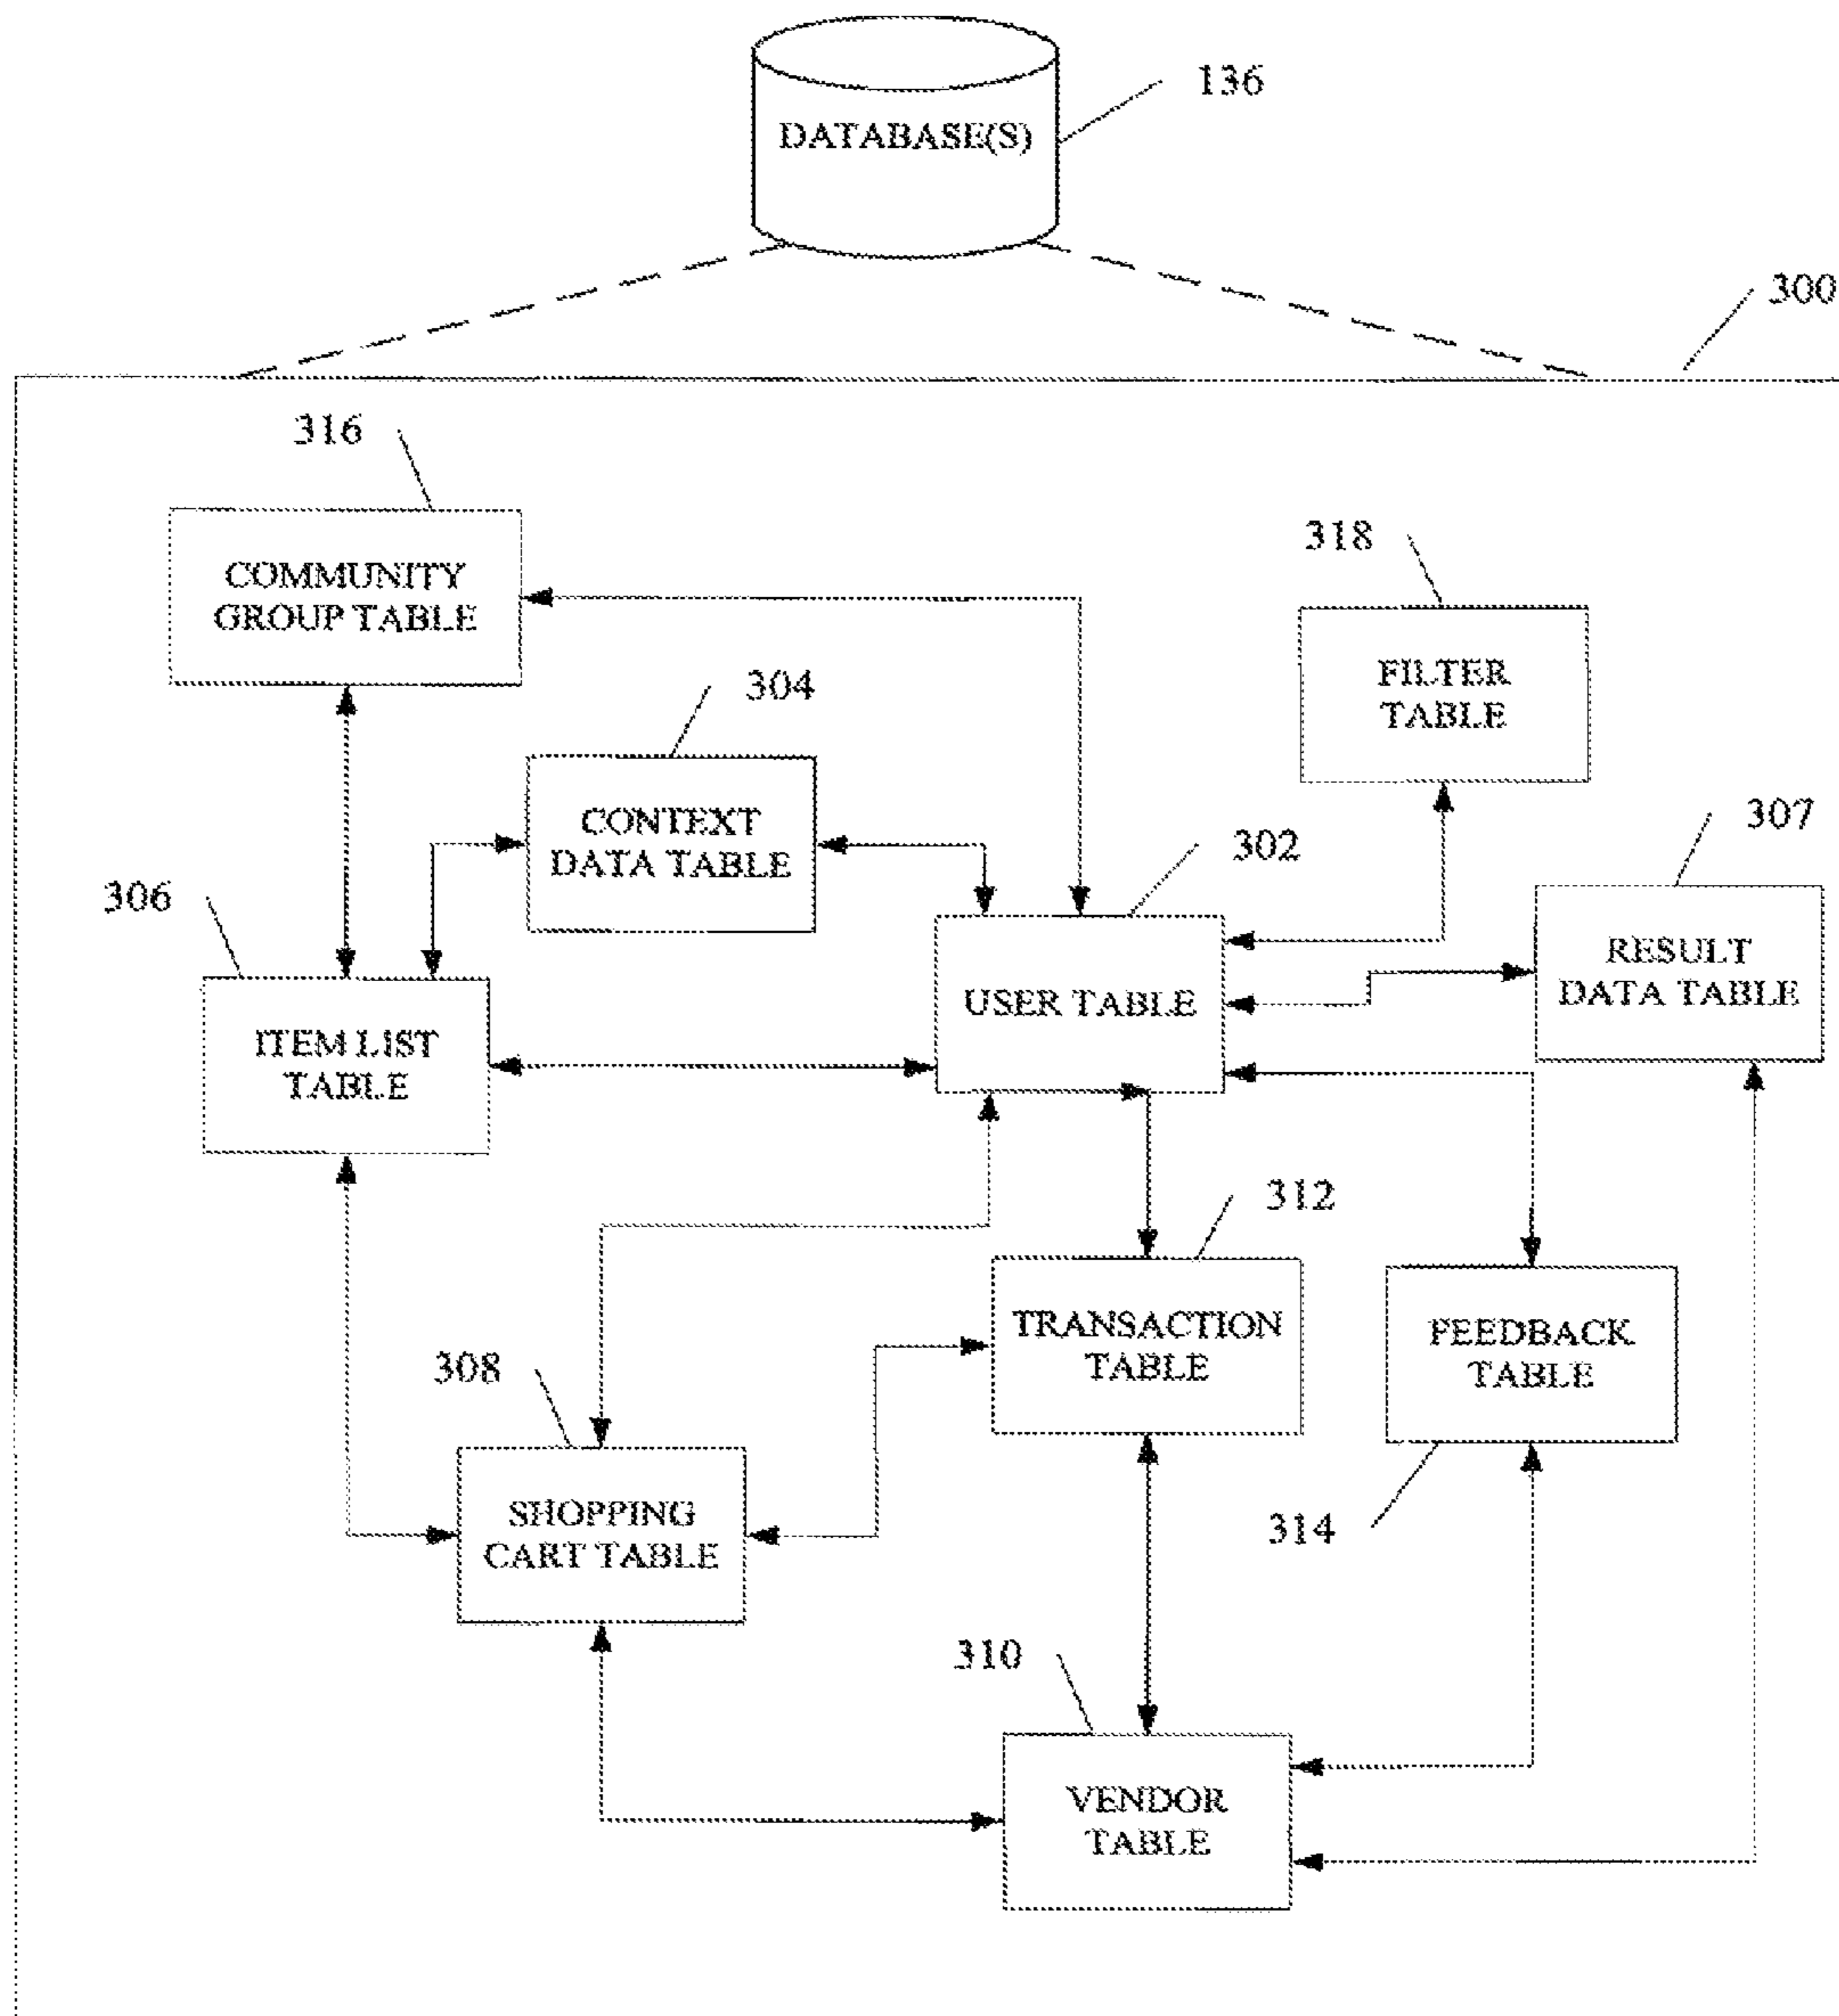 136
DATABASE(S)
300
316
COMMUNITY
GROUP TABLE
318
FILTER
TABLE
304
CONTEXT
DATA TABLE
302
307
306
USER TABLE
RESULT
DATA TABLE
ITEM LIST
TABLE
312
TRANSACTION
TABLE
FEEDBACK
TABLE
308
314
SHOPPING
CART TABLE
310
VENDOR
TABLE